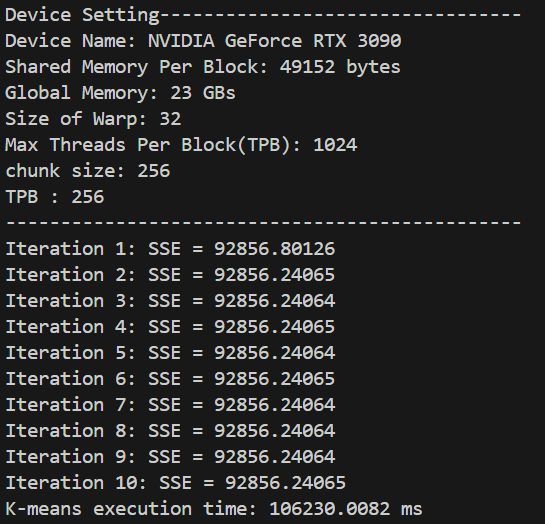 Device Setting---------------------------------
Device Name: NVIDIA GeForce RTX 3090
Shared Memory Per Block: 49152 bytes
Global Memory: 23 GBs
Size of Warp: 32
Max Threads Per Block(TPB): 1024
chunk size: 256
TPB : 256
-----------------------------------------------
Iteration 1: SSE = 92856.80126
Iteration 2: SSE = 92856.24065
Iteration 3: SSE = 92856.24064
Iteration 4: SSE = 92856.24065
Iteration 5: SSE = 92856.24064
Iteration 6: SSE = 92856.24065
Iteration 7: SSE = 92856.24064
Iteration 8: SSE = 92856.24064
Iteration 9: SSE = 92856.24064
Iteration 10: SSE = 92856.24065
K-means execution time: 106230.0082 ms